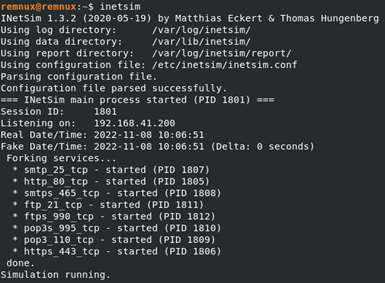 remnux@remnux:~$ inetsim
INetSim 1.3.2 (2020-05-19) by Matthias Eckert & Thomas Hungenberg
Using log directory:      /var/log/inetsim/
Using data directory:     /var/lib/inetsim/
Using report directory:   /var/log/inetsim/report/
Using configuration file: /etc/inetsim/inetsim.conf
Parsing configuration file.
Configuration file parsed successfully.
=== INetSim main process started (PID 1801) ===
Session ID:     1801
Listening on:   192.168.41.200
Real Date/Time: 2022-11-08 10:06:51
Fake Date/Time: 2022-11-08 10:06:51 (Delta: 0 seconds)
 Forking services...
  * smtp_25_tcp - started (PID 1807)
  * http_80_tcp - started (PID 1805)
  * smtps_465_tcp - started (PID 1808)
  * ftp_21_tcp - started (PID 1811)
  * ftps_990_tcp - started (PID 1812)
  * pop3s_995_tcp - started (PID 1810)
  * pop3_110_tcp - started (PID 1809)
  * https_443_tcp - started (PID 1806)
 done.
Simulation running.